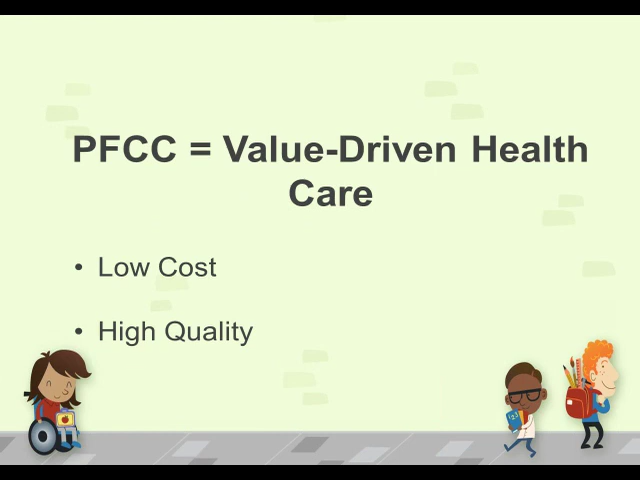 PFCC = Value-Driven Health
Care
• Low Cost
• High Quality